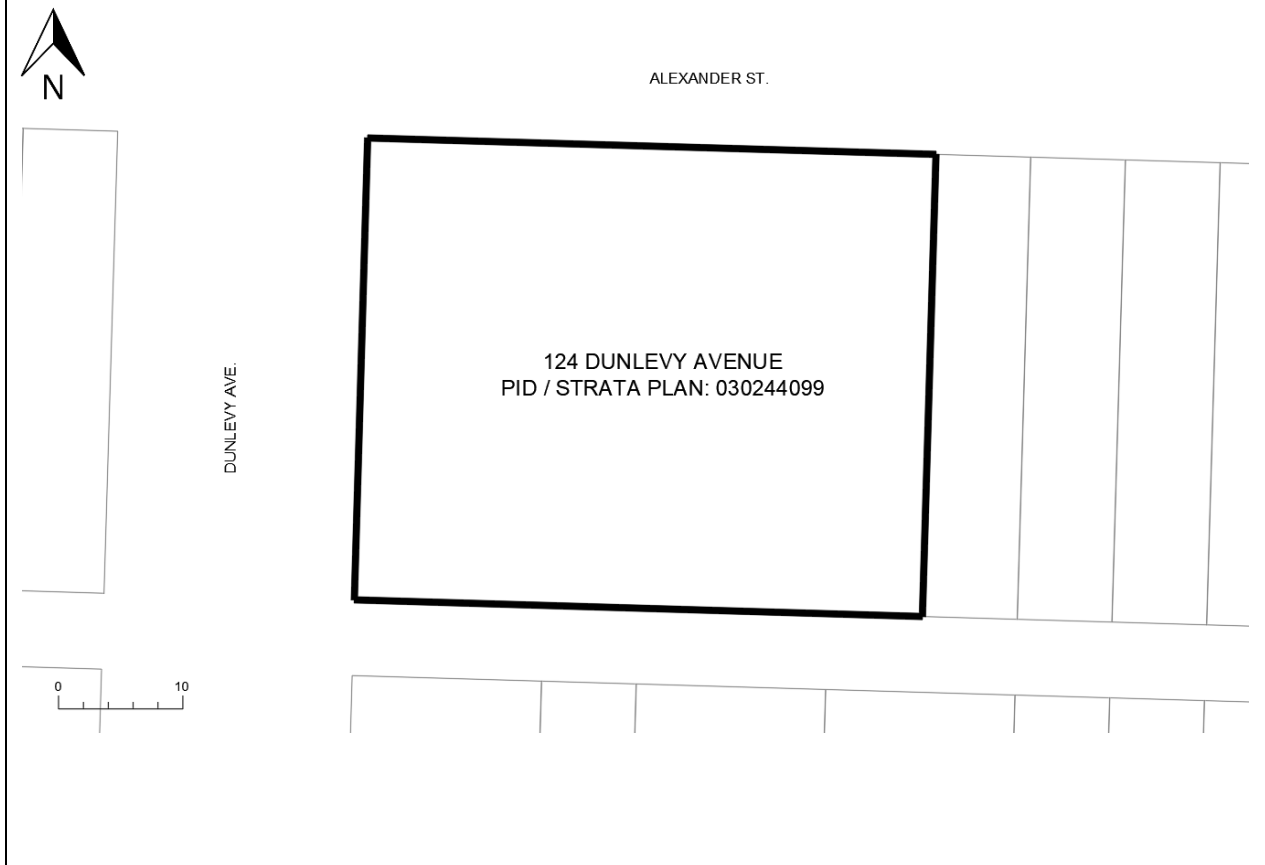 N
ALEXANDER ST.
124 DUNLEVY AVENUE
PID / STRATA PLAN: 030244099
DUNLEVY AVE.
0 10